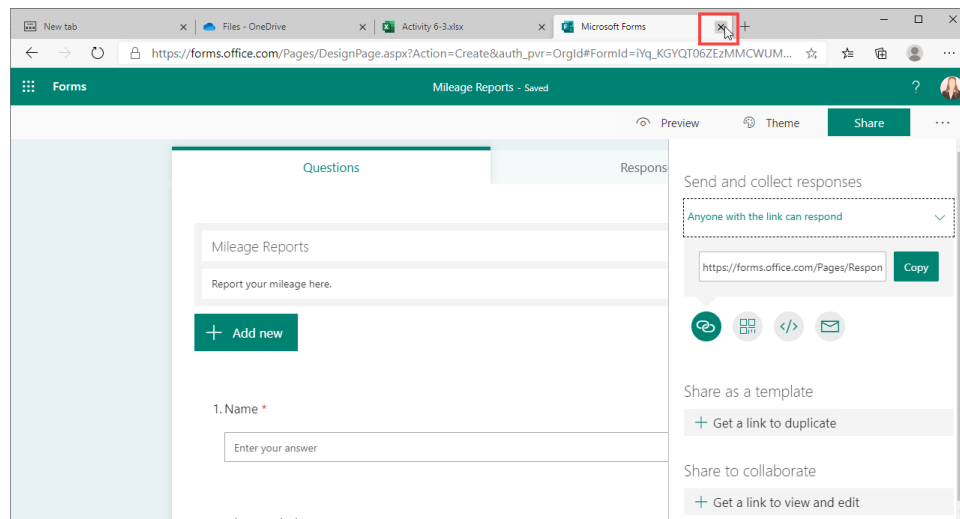 New tab
Files - OneDrive
Activity 6-3.xlsx
Microsoft Forms
https://forms.office.com/Pages/DesignPage.aspx?Action=Create&auth_pvr=OrgId#FormId=iYq_KGYQT06ZEzMMCWUM...
Forms
Mileage Reports - Saved
?
Preview
Theme
Share
Questions
Respons
Mileage Reports
Report your mileage here.
+ Add new
1. Name *
Enter your answer
Send and collect responses
Anyone with the link can respond
https://forms.office.com/Pages/Respon
Copy
Share as a template
+ Get a link to duplicate
Share to collaborate
+ Get a link to view and edit